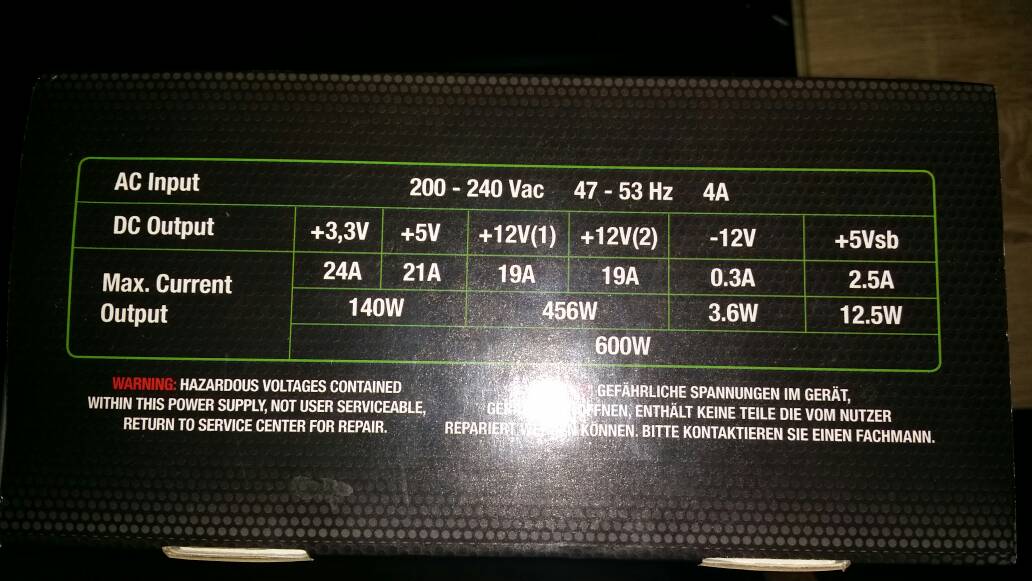 AC Input 200 - 240 Vac 47 - 53 Hz 4A
DC Output +3,3V +5V +12V(1) +12V(2) -12V +5Vsb
Max. Current Output 24A 21A 19A 19A 0.3A 2.5A
140W 456W 3.6W 12.5W
600W
WARNING: HAZARDOUS VOLTAGES CONTAINED
WITHIN THIS POWER SUPPLY, NOT USER SERVICEABLE,
RETURN TO SERVICE CENTER FOR REPAIR.
GEFÄHRLICHE SPANNUNGEN IM GERÄT,
ENTHÄLT KEINE TEILE DIE VOM NUTZER
REPARIERT KÖNNEN. BITTE KONTAKTIEREN SIE EINEN FACHMANN.